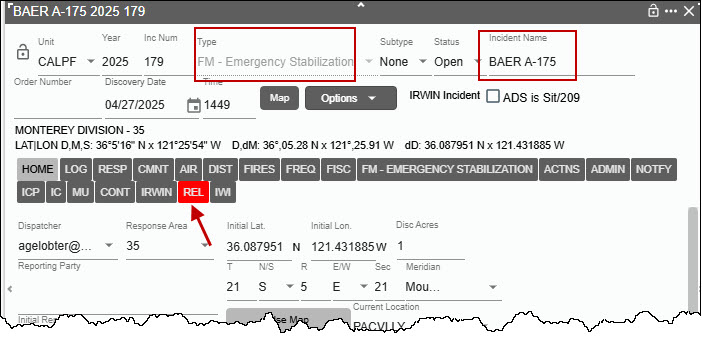 BAER A-175 2025 179
Unit Year Inc Num Type Subtype Status Incident Name
CALPF 2025 179 FM - Emergency Stabilization None Open BAER A-175
Order Number Discovery Date Time
04/27/2025 1449 Map Options IRWIN Incident ADS is Sit/209
MONTEREY DIVISION - 35
LAT|LON D,M,S: 36°5'16" N x 121°25'54" W D,dM: 36°,05.28 N x 121°,25.91 W dD: 36.087951 N x 121.431885 W
HOME LOG RESP CMNT AIR DIST FIRES FREQ FISC FM - EMERGENCY STABILIZATION ACTNS ADMIN NOTFY
ICP IC MU CONT IRWIN REL IWI
Dispatcher Response Area Initial Lat. Initial Lon. Disc Acres
agelobter@... 35 36.087951 N 121.431885 W 1
Reporting Party T N/S R E/W Sec Meridian
21 S 5 E 21 Mou...
Current Location
PACVLLX